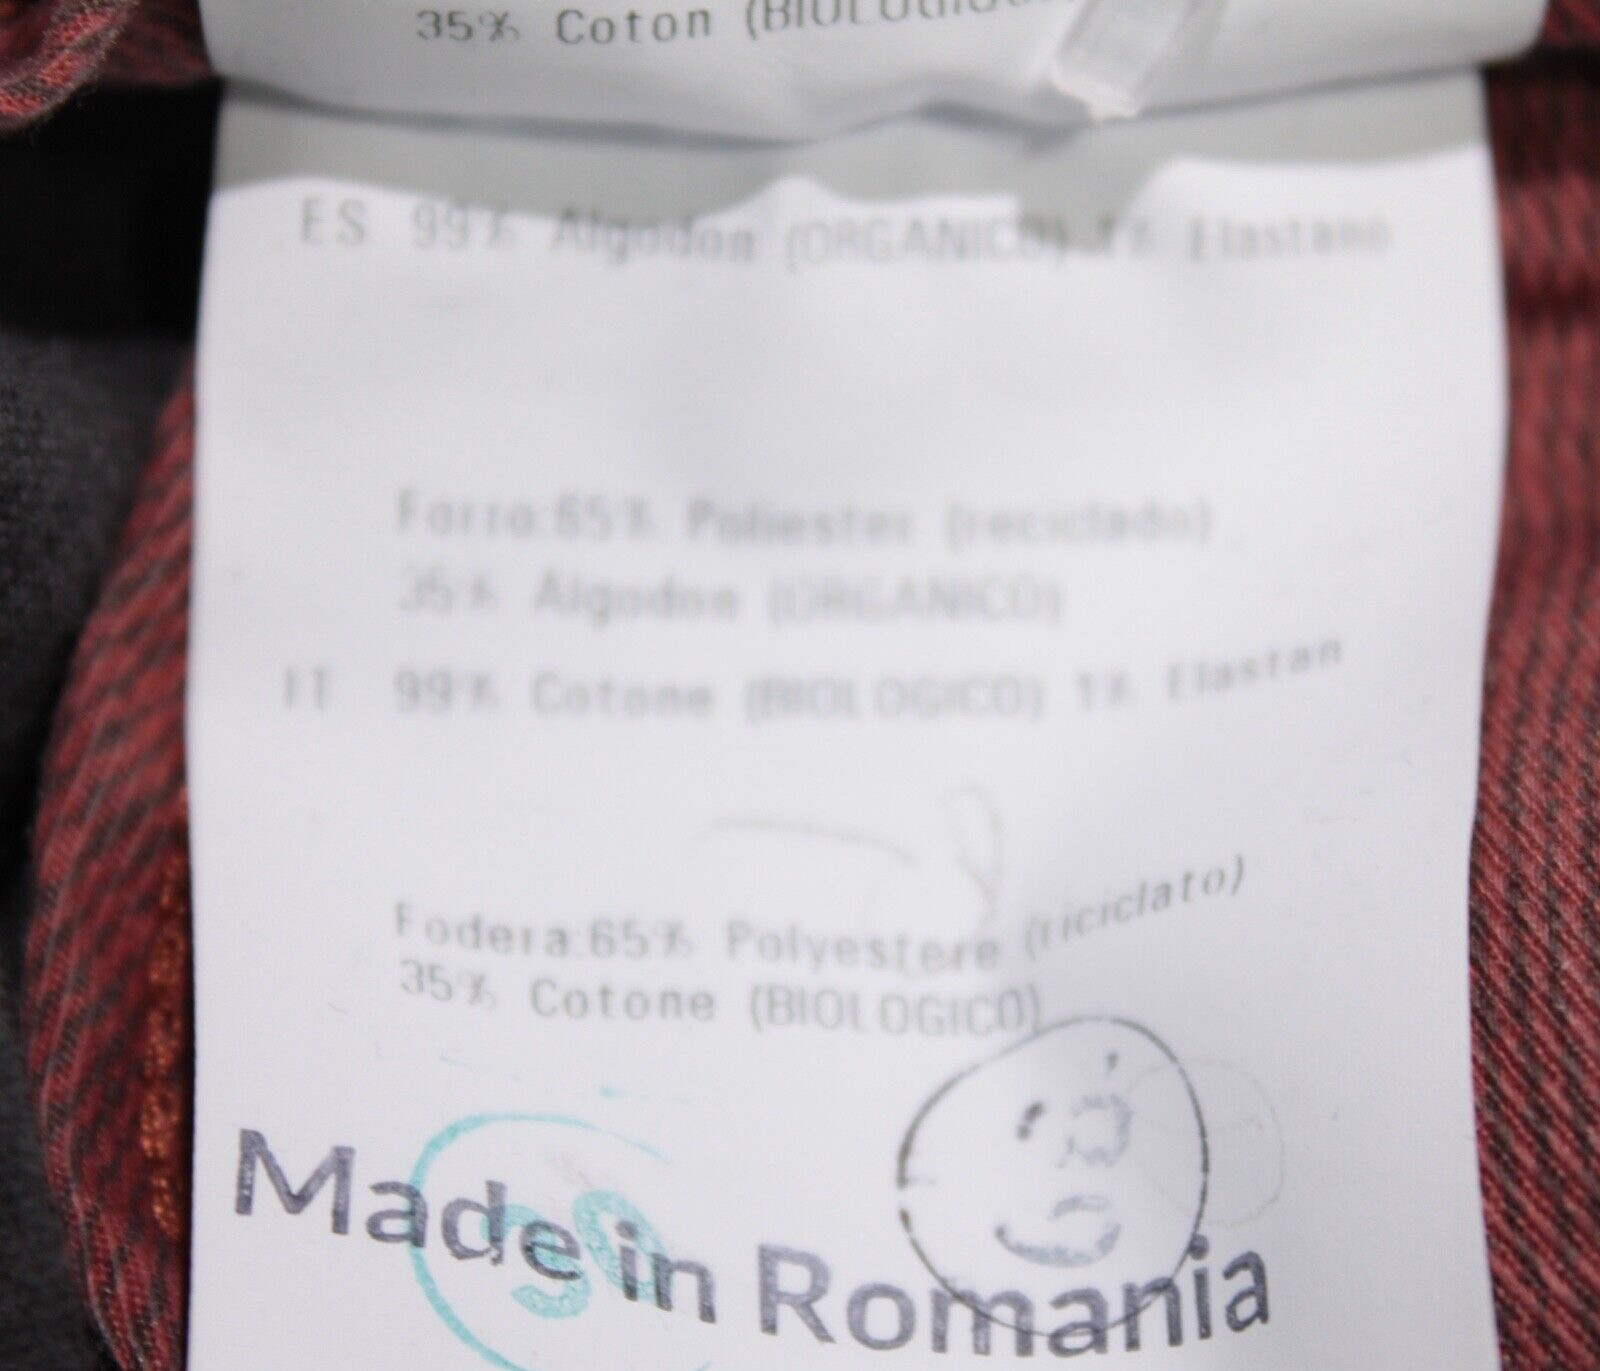 35% Coton (BIOLOGIQUE)
ES 99% Algodon (ORGANICO) 1% Elastano
Forro:65% Poliester (reciclado)
35% Algodon (ORGANICO)
IT 99% Cotone (BIOLOGICO) 1% Elastan
Fodera:65% Polyestere (riciclato)
35% Cotone (BIOLOGICO)
Made in Romania